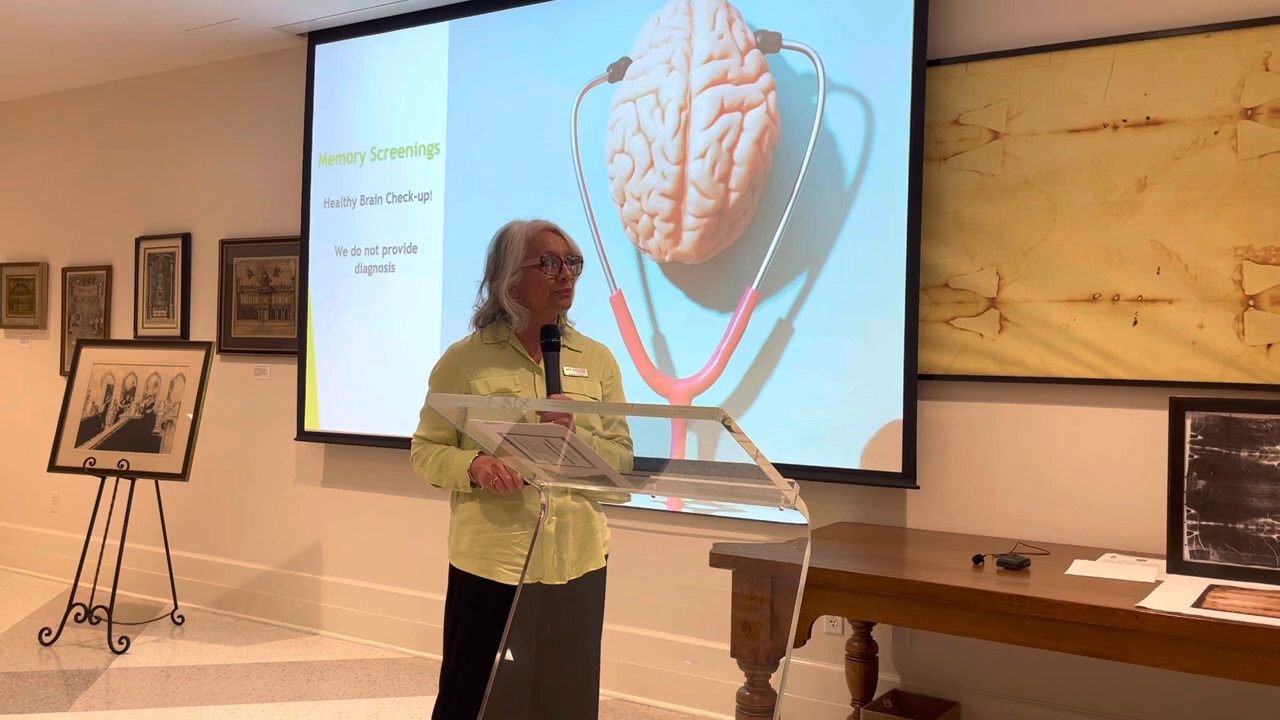 Memory Screenings
Healthy Brain Check-up!
We do not provide
diagnosis